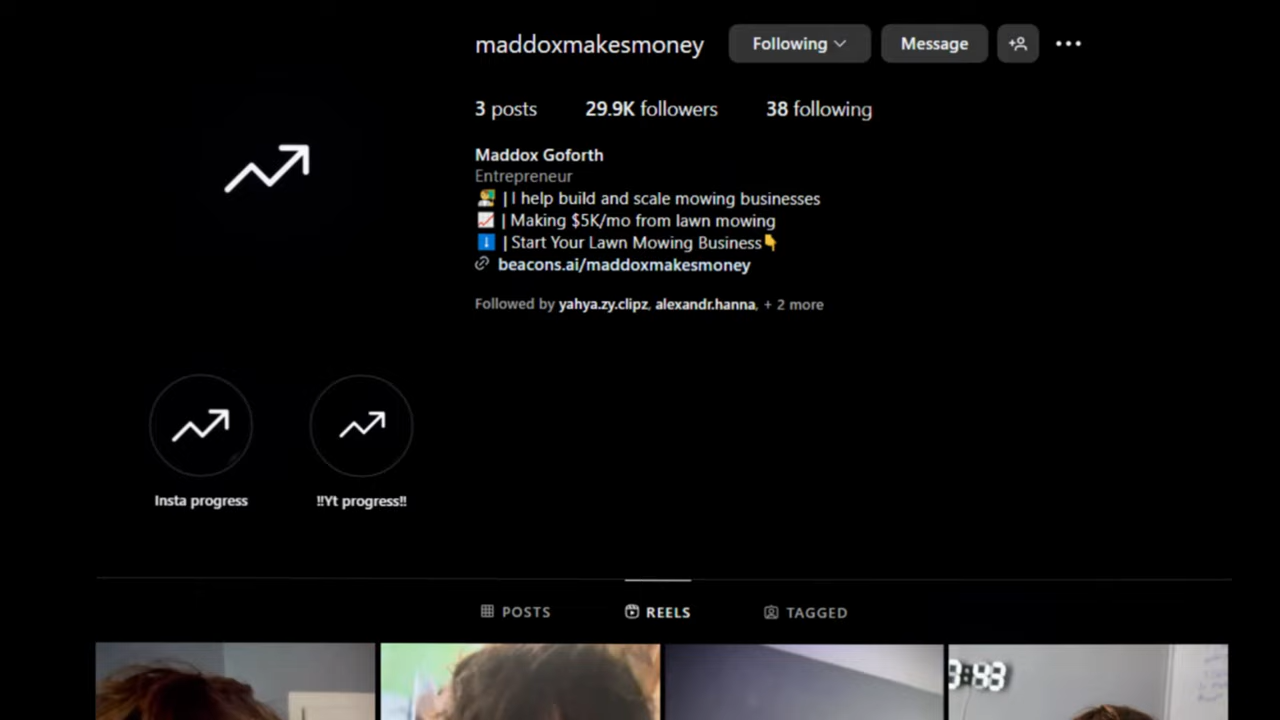 maddoxmakesmoney Following Message
3 posts 29.9K followers 38 following
Maddox Goforth
Entrepreneur
| I help build and scale mowing businesses
| Making $5K/mo from lawn mowing
| Start Your Lawn Mowing Business
beacons.ai/maddoxmakesmoney
Followed by yahya.zy.clipz, alexandr.hanna, + 2 more
Insta progress !!Yt progress!!
POSTS REELS TAGGED
3:43